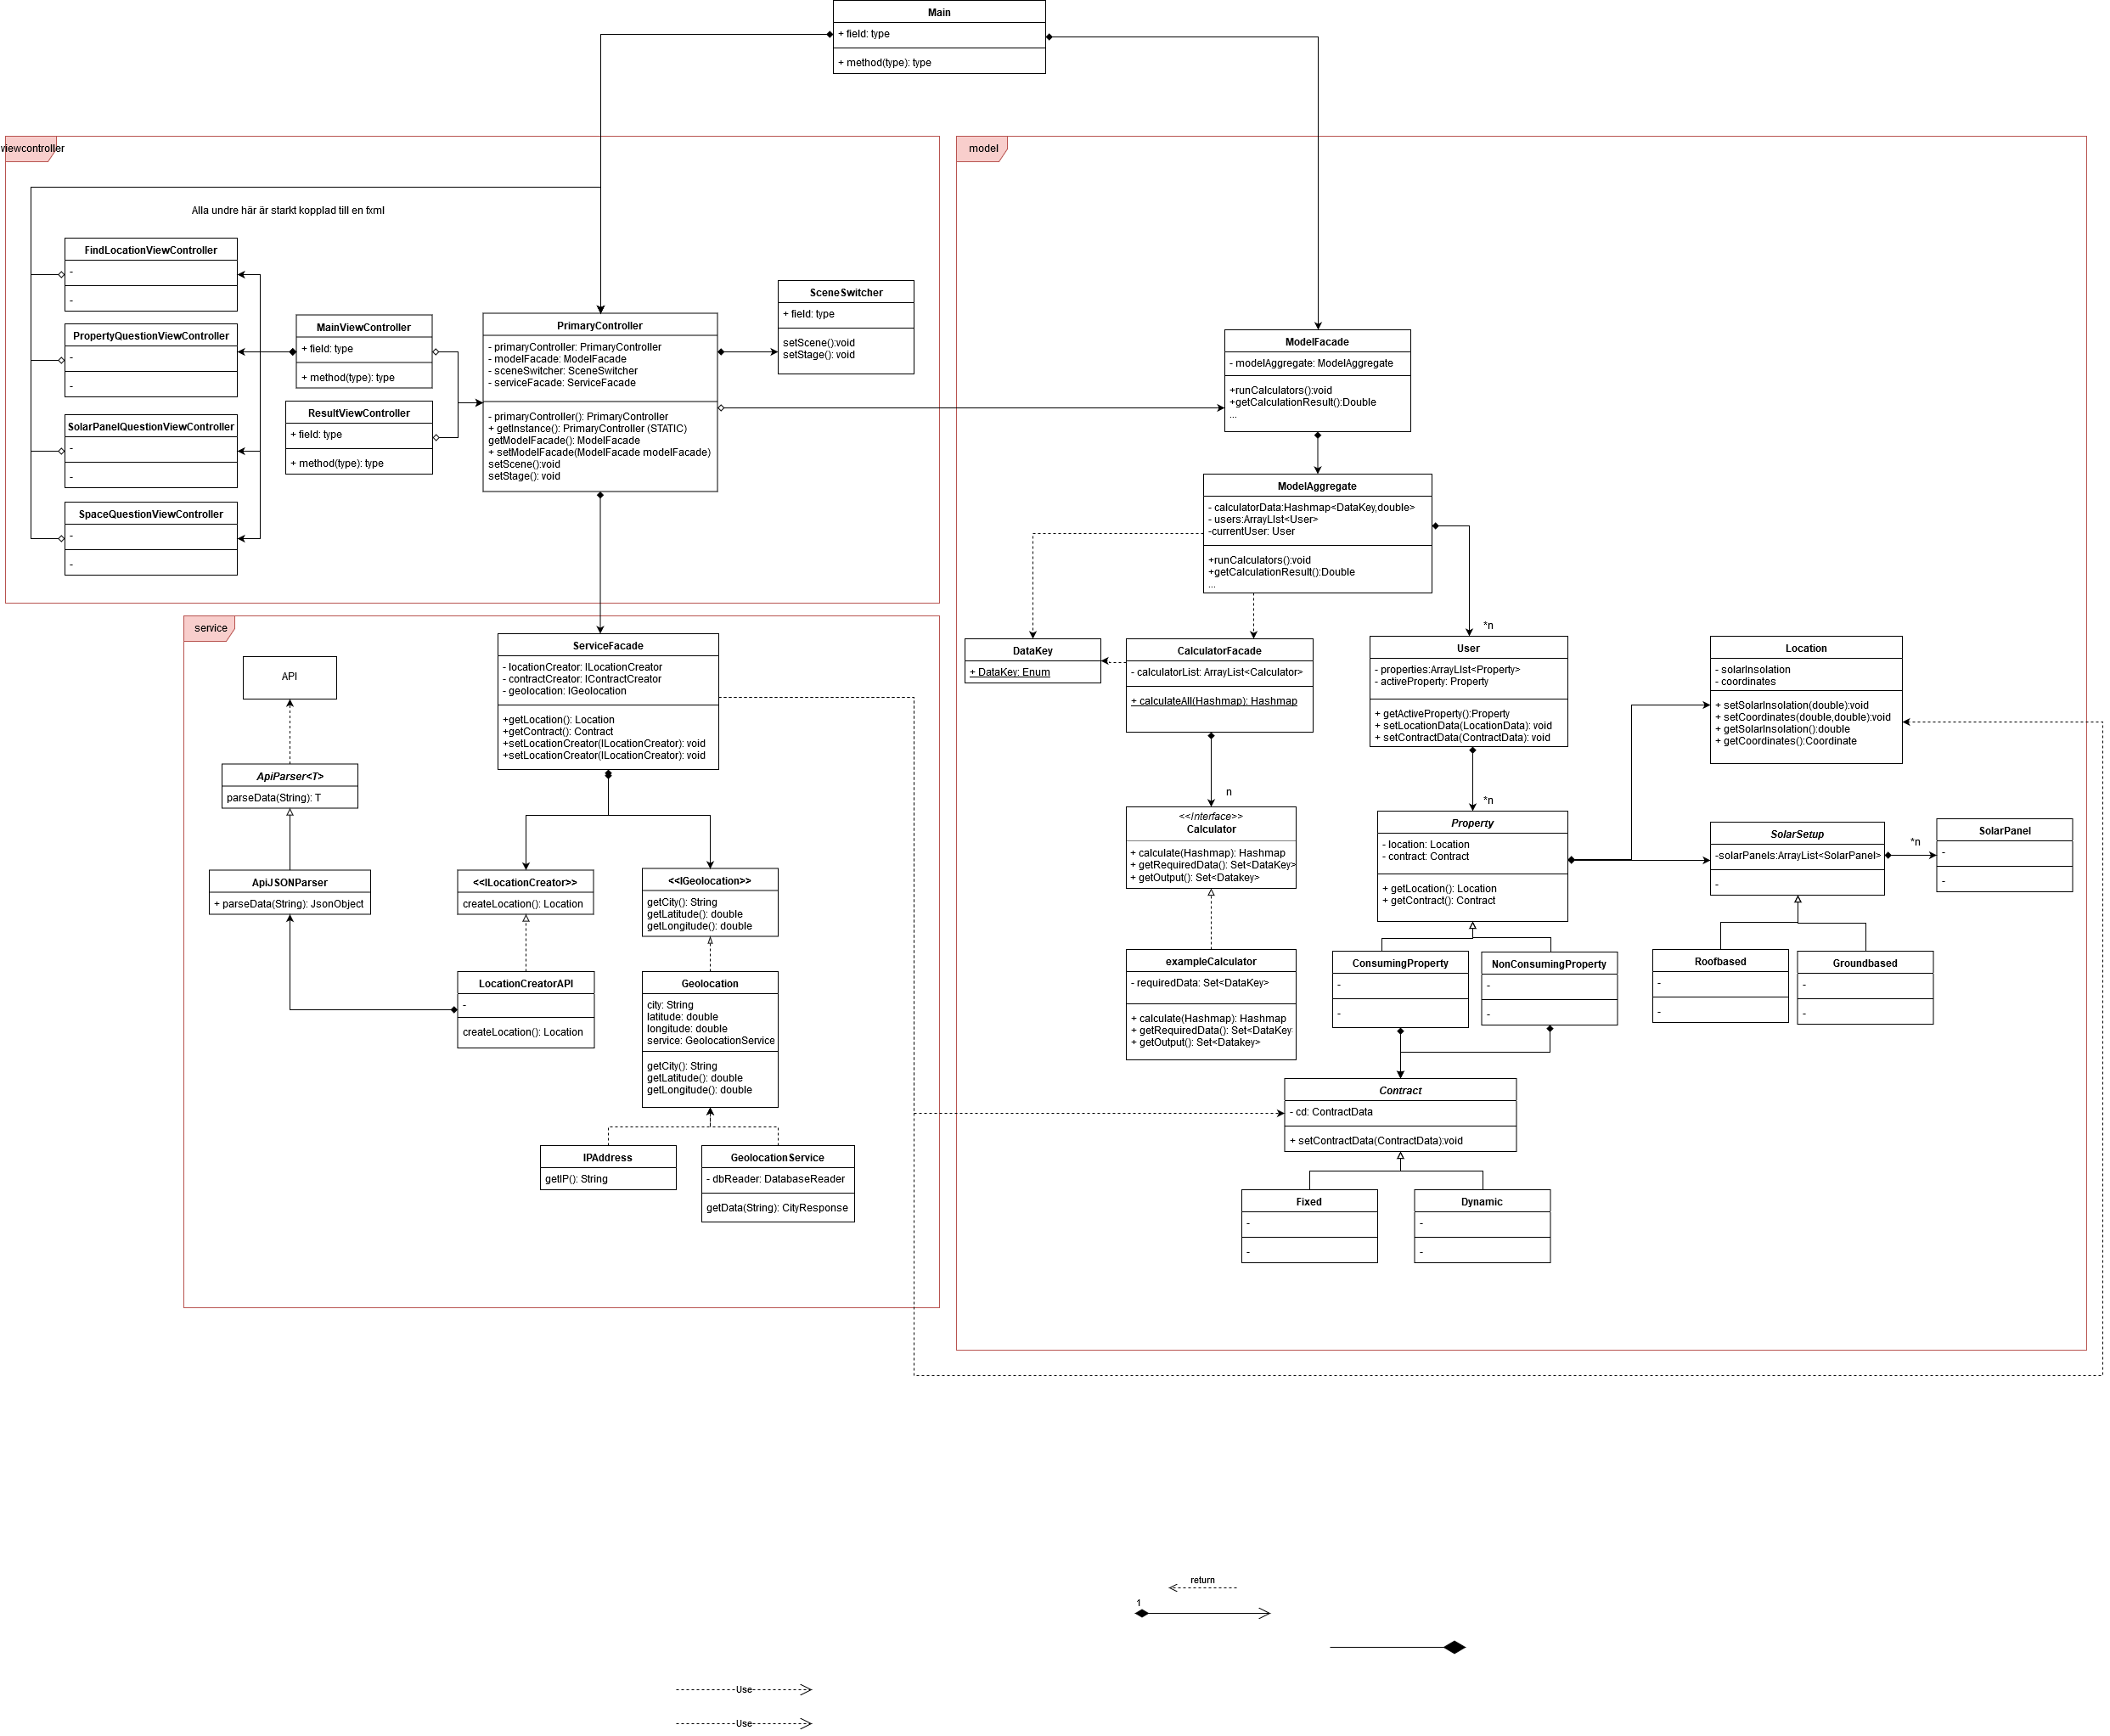 Main
+ field: type
+ method(type): type
viewcontroller
Alla undre här är starkt kopplad till en fxml
FindLocationViewController
-
-
PropertyQuestionViewController
-
-
SolarPanelQuestionViewController
-
-
SpaceQuestionViewController
-
-
MainViewController
+ field: type
+ method(type): type
ResultViewController
+ field: type
+ method(type): type
PrimaryController
- primaryController: PrimaryController
- modelFacade: ModelFacade
- sceneSwitcher: SceneSwitcher
- serviceFacade: ServiceFacade
- primaryController(): PrimaryController
+ getInstance(): PrimaryController (STATIC)
getModelFacade(): ModelFacade
+ setModelFacade(ModelFacade modelFacade)
setScene():void
setStage(): void
SceneSwitcher
+ field: type
setScene():void
setStage(): void
service
API
ApiParser<T>
parseData(String): T
ApiJSONParser
+ parseData(String): JsonObject
ServiceFacade
- locationCreator: ILocationCreator
- contractCreator: IContractCreator
- geolocation: IGeolocation
+getLocation(): Location
+getContract(): Contract
+setLocationCreator(ILocationCreator): void
+setLocationCreator(ILocationCreator): void
<<ILocationCreator>>
createLocation(): Location
<<IGeolocation>>
getCity(): String
getLatitude(): double
getLongitude(): double
LocationCreatorAPI
-
createLocation(): Location
Geolocation
city: String
latitude: double
longitude: double
service: GeolocationService
getCity(): String
getLatitude(): double
getLongitude(): double
IPAddress
getIP(): String
GeolocationService
- dbReader: DatabaseReader
getData(String): CityResponse
model
ModelFacade
- modelAggregate: ModelAggregate
+runCalculators():void
+getCalculationResult():Double
...
ModelAggregate
- calculatorData:Hashmap<DataKey,double>
- users:ArrayLIst<User>
-currentUser: User
+runCalculators():void
+getCalculationResult():Double
...
DataKey
+ DataKey: Enum
CalculatorFacade
- calculatorList: ArrayList<Calculator>
+ calculateAll(Hashmap): Hashmap
n
<<Interface>>
Calculator
+ calculate(Hashmap): Hashmap
+ getRequiredData(): Set<DataKey>
+ getOutput(): Set<Datakey>
exampleCalculator
- requiredData: Set<DataKey>
+ calculate(Hashmap): Hashmap
+ getRequiredData(): Set<DataKey
+ getOutput(): Set<Datakey>
*n
User
- properties:ArrayLIst<Property>
- activeProperty: Property
+ getActiveProperty():Property
+ setLocationData(LocationData): void
+ setContractData(ContractData): void
*n
Property
- location: Location
- contract: Contract
+ getLocation(): Location
+ getContract(): Contract
ConsumingProperty
-
-
NonConsumingProperty
-
-
Contract
- cd: ContractData
+ setContractData(ContractData):void
Fixed
-
-
Dynamic
-
-
Location
- solarInsolation
- coordinates
+ setSolarInsolation(double):void
+ setCoordinates(double,double):void
+ getSolarInsolation():double
+ getCoordinates():Coordinate
SolarSetup
-solarPanels:ArrayList<SolarPanel>
-
*n
SolarPanel
-
-
Roofbased
-
-
Groundbased
-
-
return
1
Use
Use